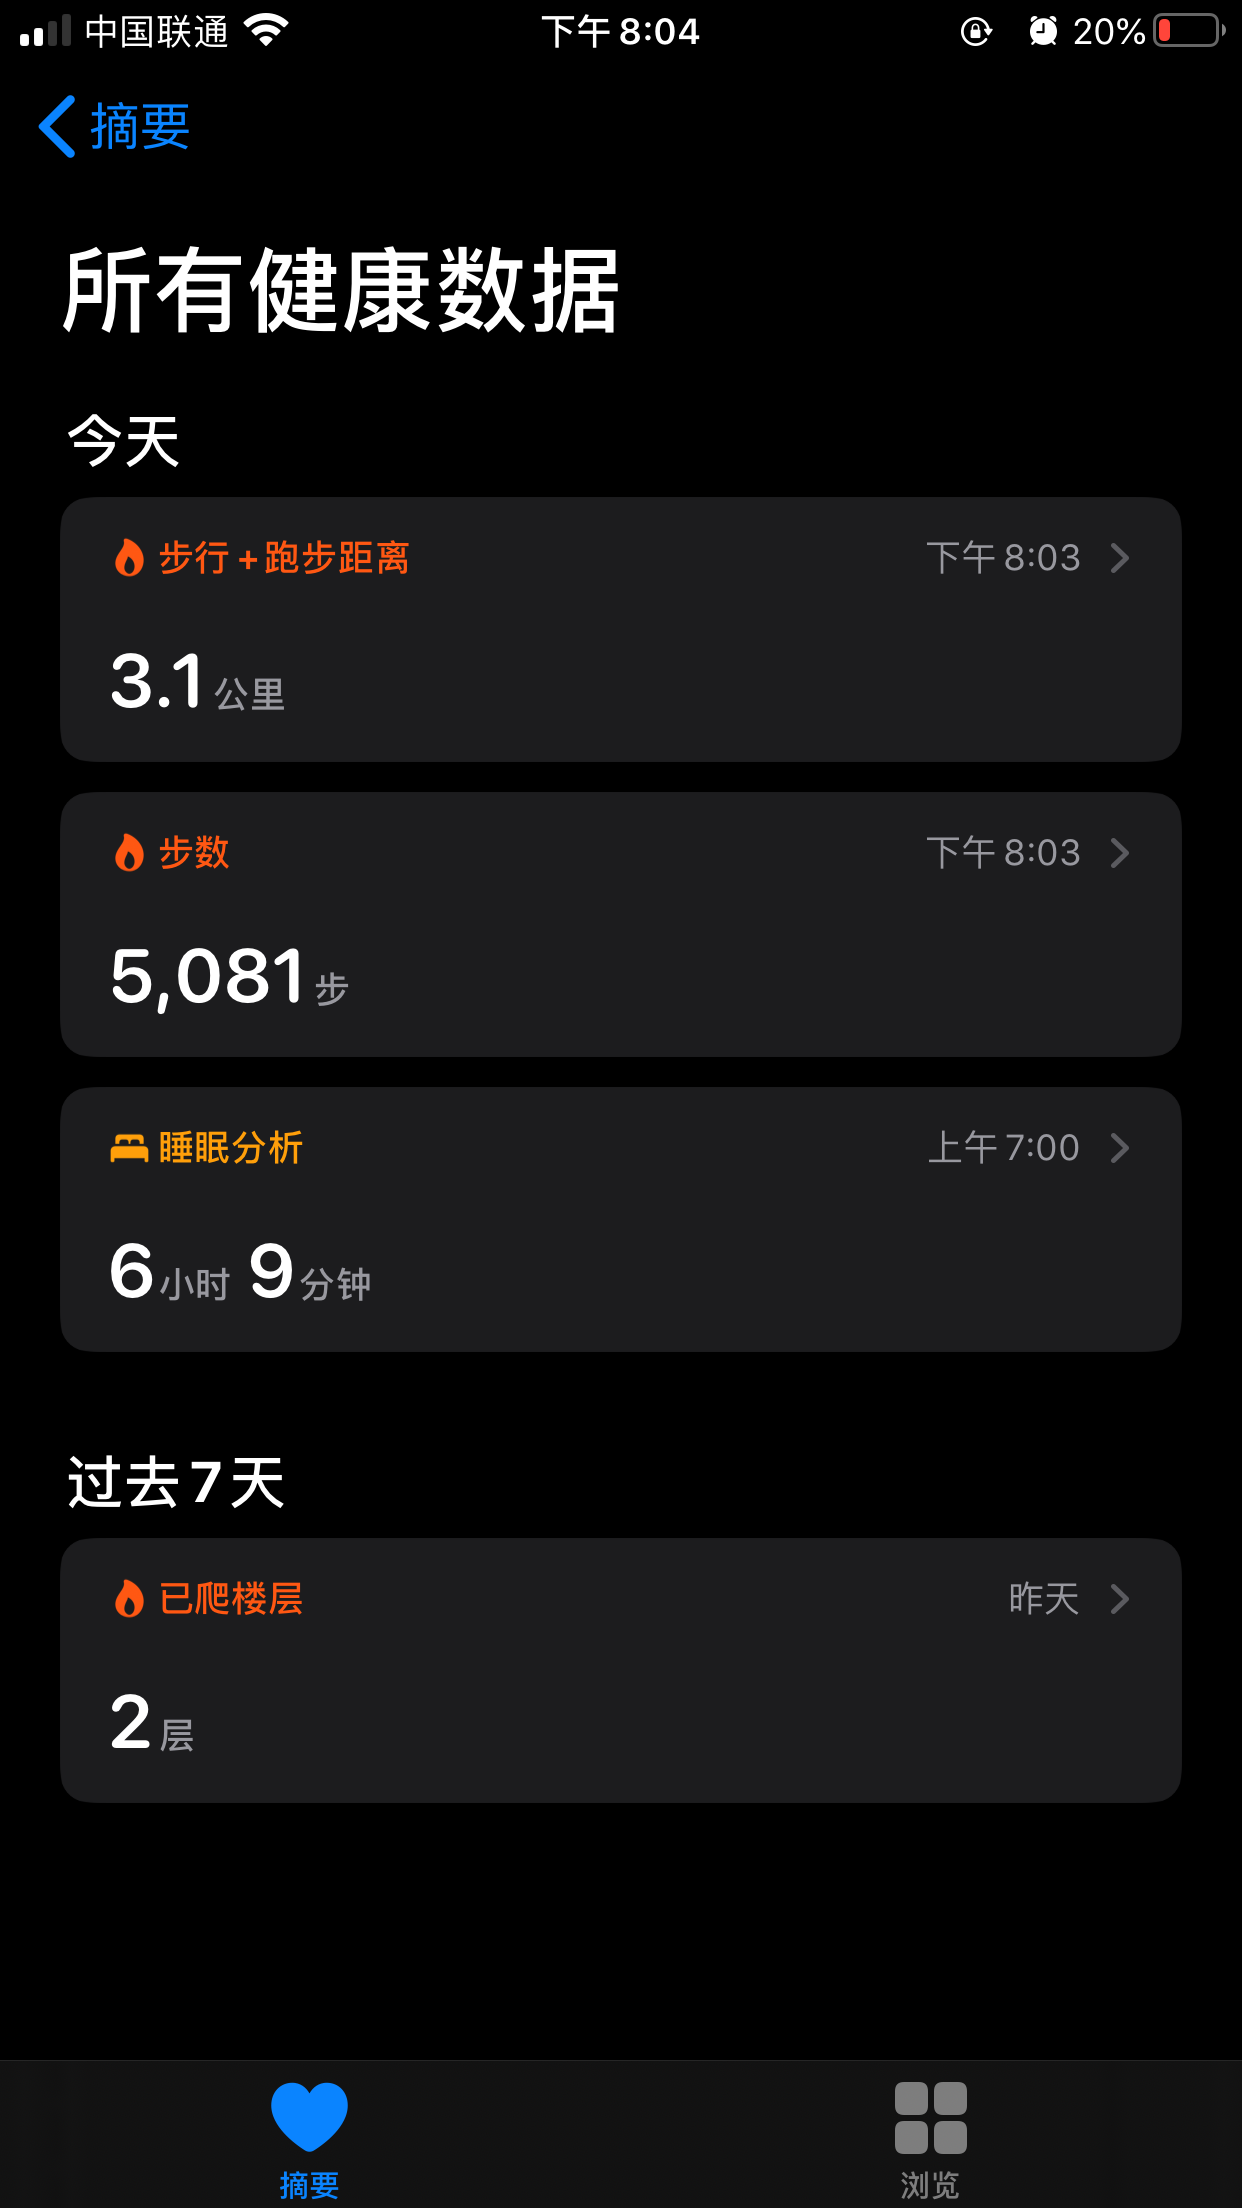 中国联通 下午 8:04 20%
摘要
所有健康数据
今天
步行 + 跑步距离 下午 8:03
3.1 公里
步数 下午 8:03
5,081 步
睡眠分析 上午 7:00
6 小时 9 分钟
过去 7 天
已爬楼层 昨天
2 层
摘要 浏览